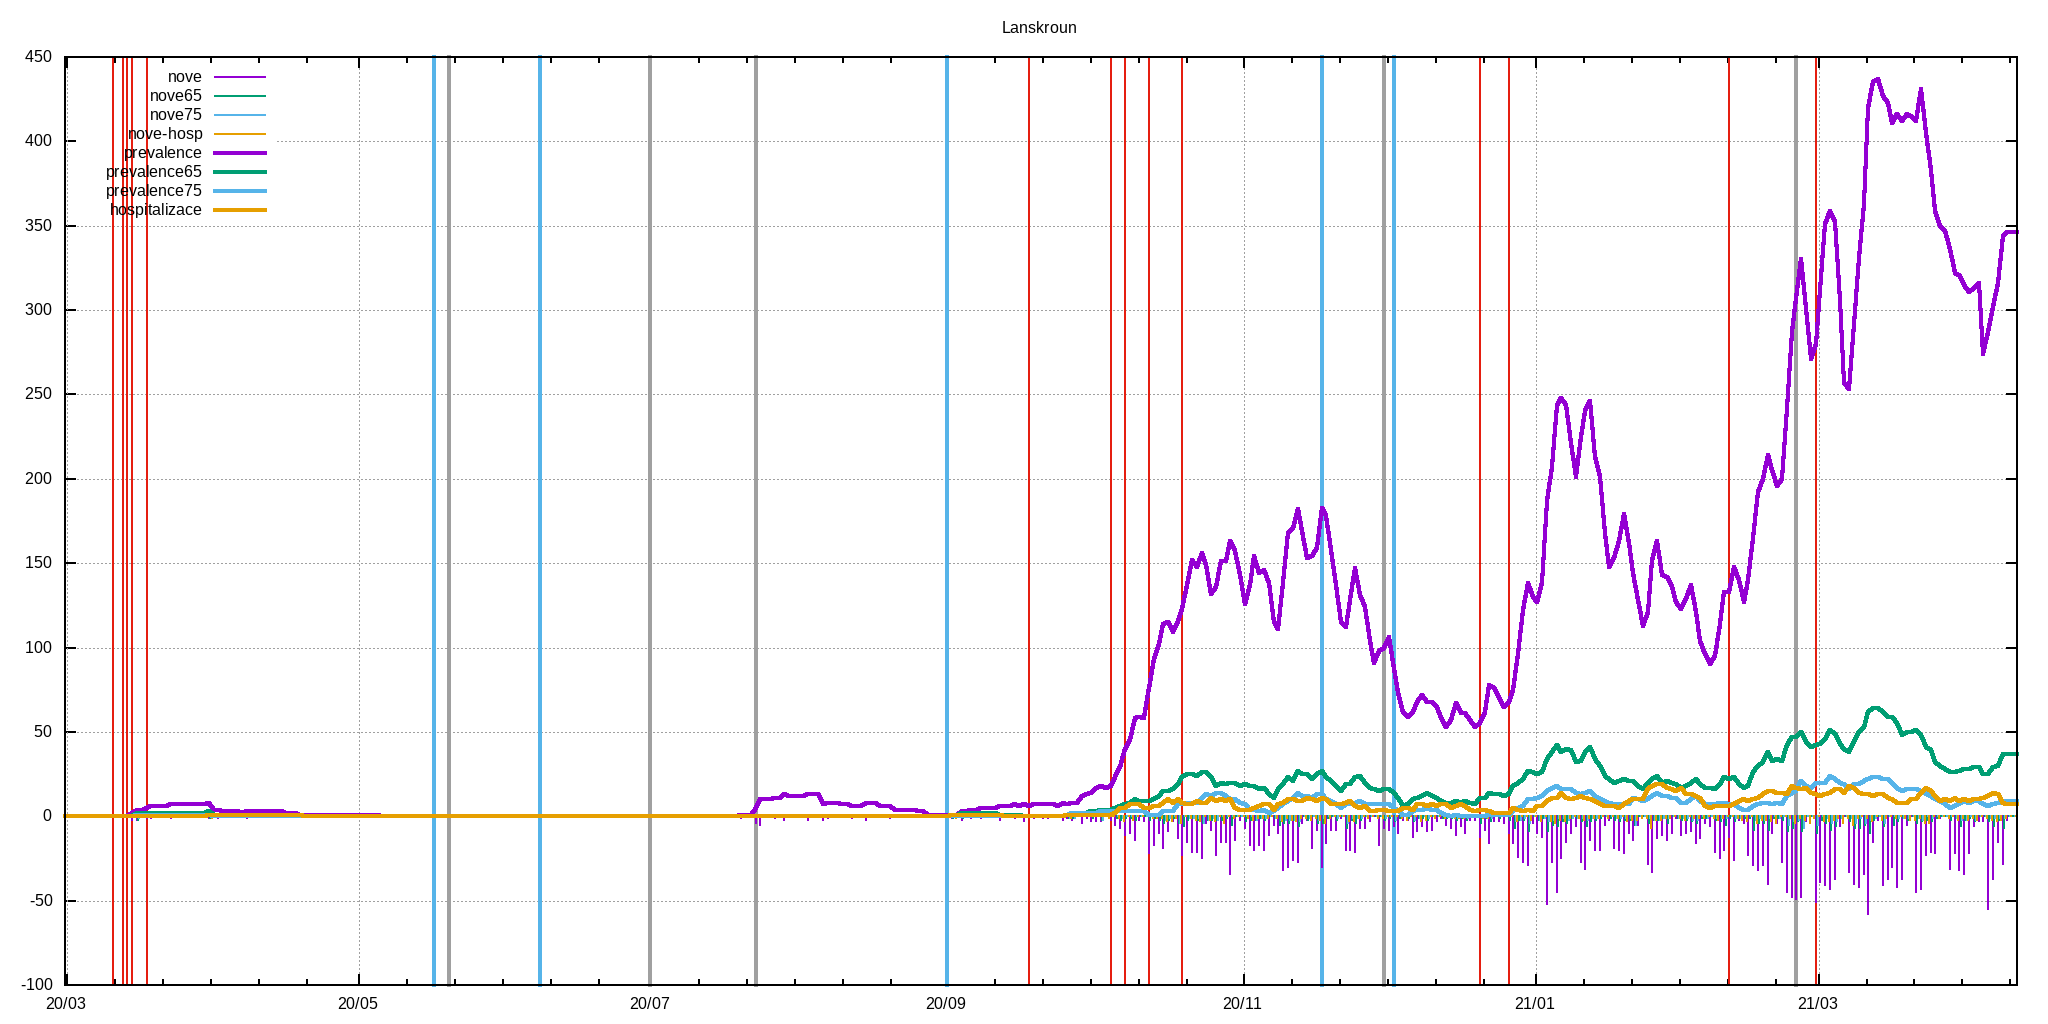 Lanskroun
450
400
350
300
250
200
150
100
50
0
-50
-100
nove
nove65
nove75
nove-hosp
prevalence
prevalence65
prevalence75
hospitalizace
20/03 20/05 20/07 20/09 20/11 21/01 21/03